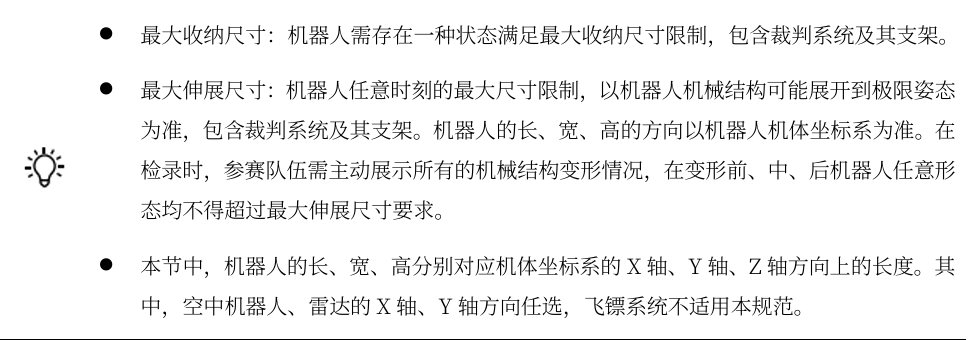 ● 最大收纳尺寸：机器人需存在一种状态满足最大收纳尺寸限制，包含裁判系统及其支架。
● 最大伸展尺寸：机器人任意时刻的最大尺寸限制，以机器人机械结构可能展开到极限姿态
为准，包含裁判系统及其支架。机器人的长、宽、高的方向以机器人机体坐标系为准。在
检录时，参赛队伍需主动展示所有的机械结构变形情况，在变形前、中、后机器人任意形
态均不得超过最大伸展尺寸要求。
● 本节中，机器人的长、宽、高分别对应机体坐标系的 X 轴、Y 轴、Z 轴方向上的长度。其
中，空中机器人、雷达的 X 轴、Y 轴方向任选，飞镖系统不适用本规范。